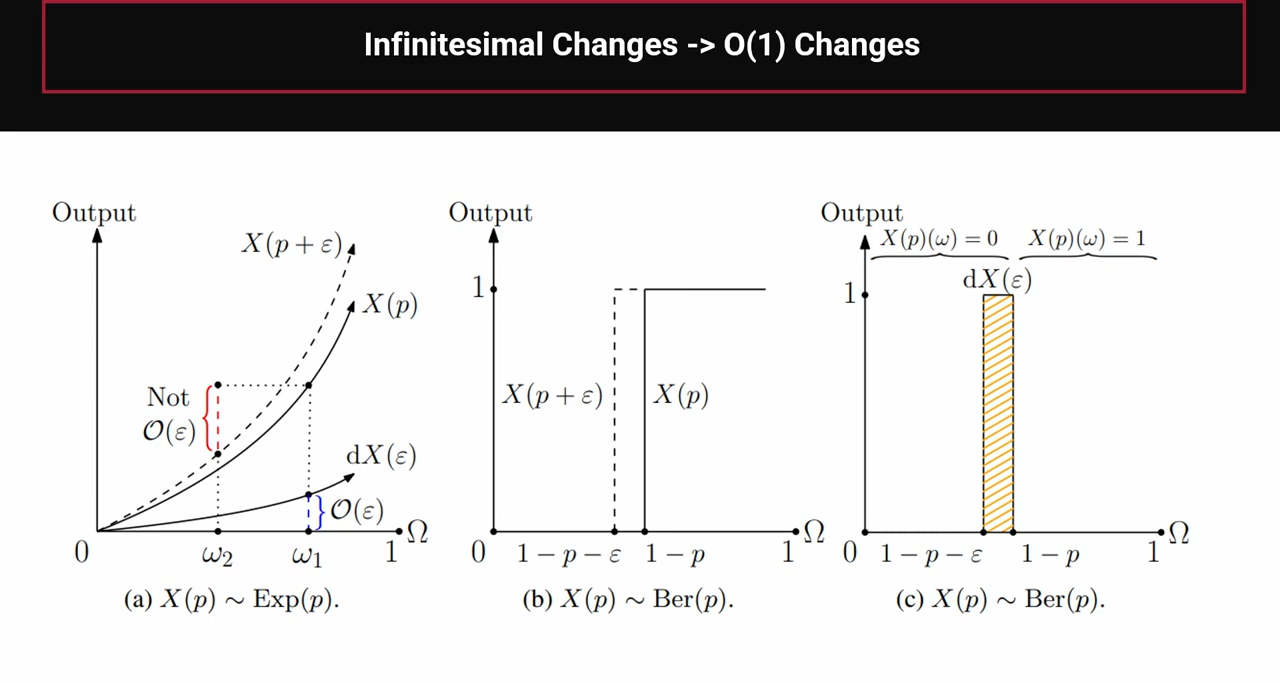 Infinitesimal Changes -> O(1) Changes
Output
X(p + ε)
X(p)
Not
𝒪(ε)
dX(ε)
𝒪(ε)
Ω
0
ω₂
ω₁
1
(a) X(p) ∼ Exp(p).
Output
1
X(p + ε)
X(p)
Ω
0
1 − p − ε
1 − p
1
(b) X(p) ∼ Ber(p).
Output
X(p)(ω) = 0
X(p)(ω) = 1
dX(ε)
1
Ω
0
1 − p − ε
1 − p
1
(c) X(p) ∼ Ber(p).